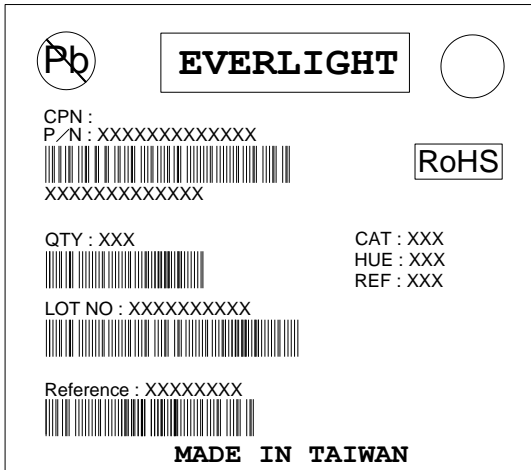 Pb
EVERLIGHT
CPN :
P/N : XXXXXXXXXXXXX
RoHS
XXXXXXXXXXXXX
QTY : XXX
CAT : XXX
HUE : XXX
REF : XXX
LOT NO : XXXXXXXXXX
Reference : XXXXXXXX
MADE IN TAIWAN